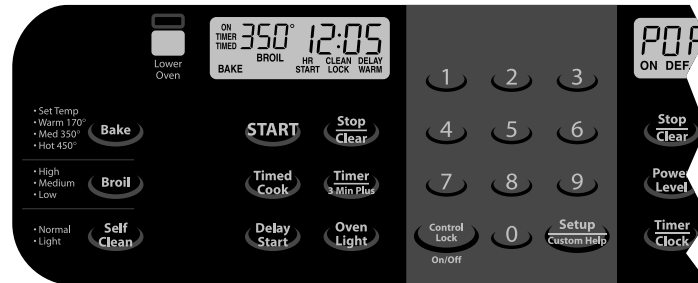 Lower
Oven
ON
TIMER
TIMED
350° 12:05
BROIL
BAKE
HR
START
CLEAN
LOCK
DELAY
WARM
ON
• Set Temp
• Warm 170°
• Med 350°
• Hot 450°
Bake
• High
• Medium
• Low
Broil
• Normal
• Light
Self
Clean
START
Stop
Clear
Timed
Cook
Timer
3 Min Plus
Delay
Start
Oven
Light
1 2 3
4 5 6
7 8 9
Control
Lock
On/Off
0
Setup
Custom Help
Stop
Clear
Power
Level
Timer
Clock